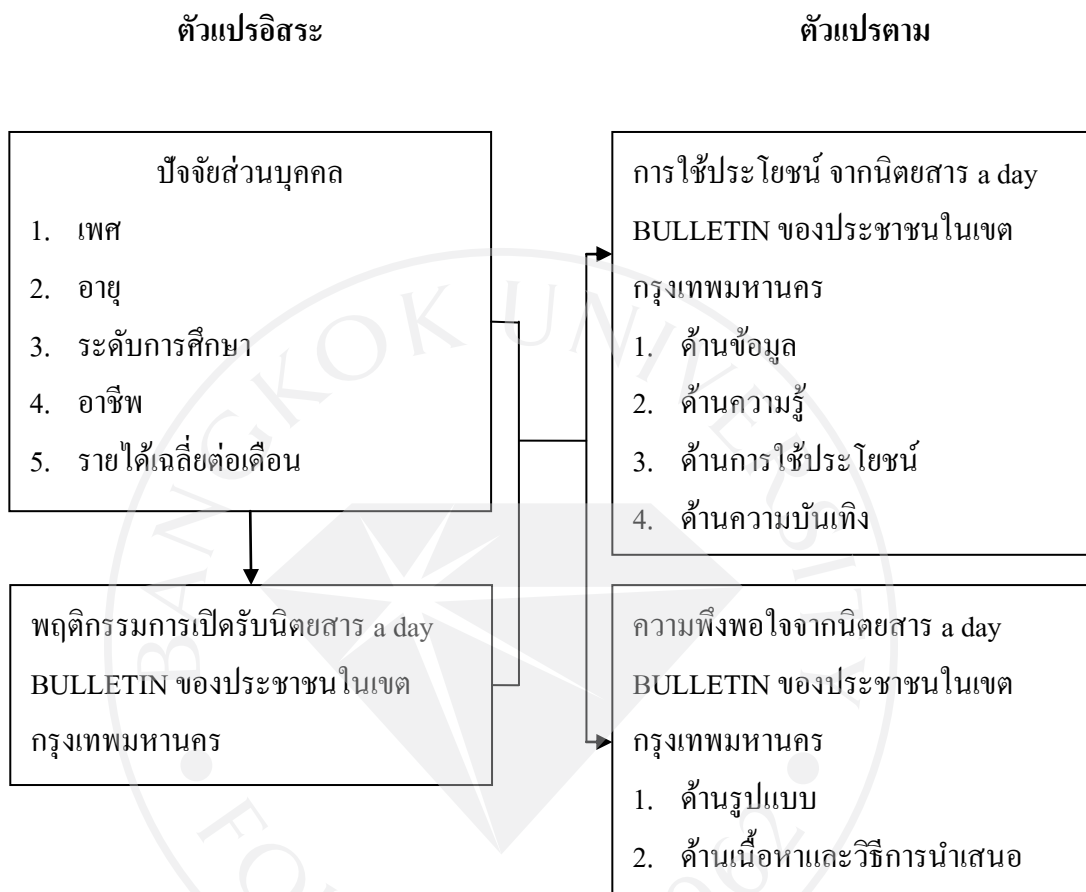 ตัวแปรอิสระ
ตัวแปรตาม
ปัจจัยส่วนบุคคล
1. เพศ
2. อายุ
3. ระดับการศึกษา
4. อาชีพ
5. รายได้เฉลี่ยต่อเดือน
พฤติกรรมการเปิดรับนิตยสาร a day
BULLETIN ของประชาชนในเขต
กรุงเทพมหานคร
การใช้ประโยชน์ จากนิตยสาร a day
BULLETIN ของประชาชนในเขต
กรุงเทพมหานคร
1. ด้านข้อมูล
2. ด้านความรู้
3. ด้านการใช้ประโยชน์
4. ด้านความบันเทิง
ความพึงพอใจจากนิตยสาร a day
BULLETIN ของประชาชนในเขต
กรุงเทพมหานคร
1. ด้านรูปแบบ
2. ด้านเนื้อหาและวิธีการนำเสนอ
BANGKOK UNIVERSITY